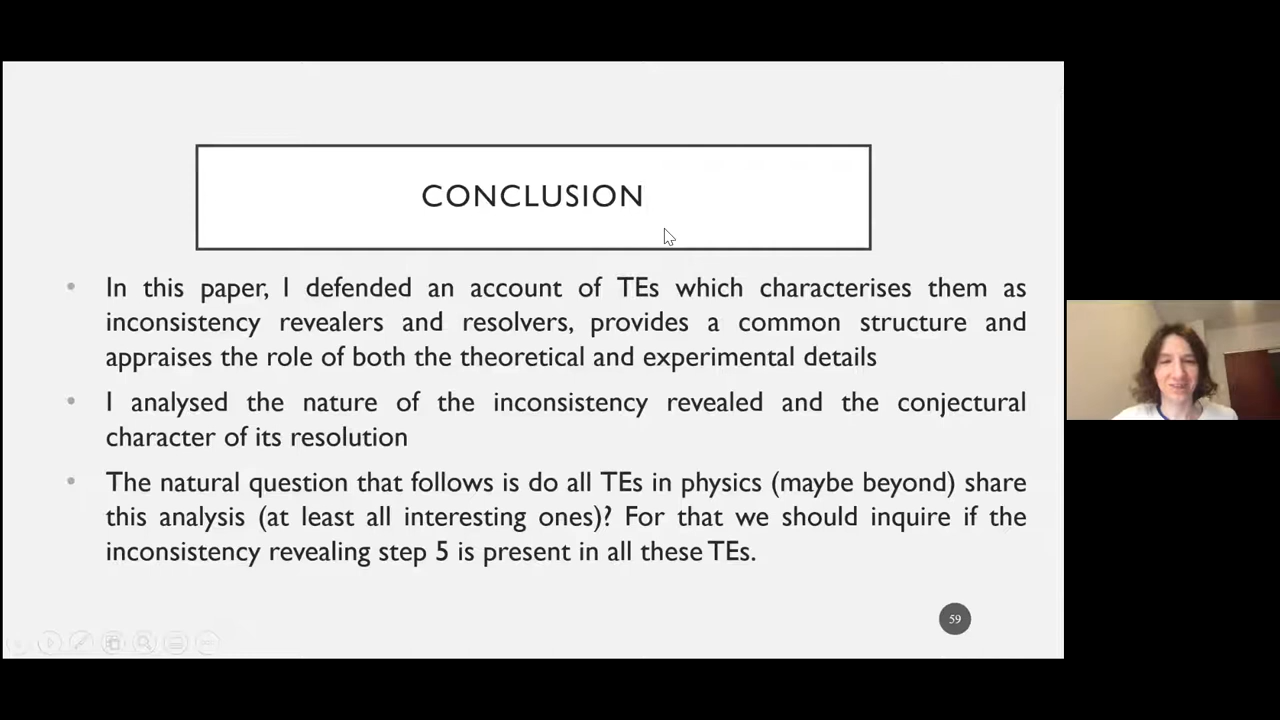 CONCLUSION
• In this paper, I defended an account of TEs which characterises them as
inconsistency revealers and resolvers, provides a common structure and
appraises the role of both the theoretical and experimental details
• I analysed the nature of the inconsistency revealed and the conjectural
character of its resolution
• The natural question that follows is do all TEs in physics (maybe beyond) share
this analysis (at least all interesting ones)? For that we should inquire if the
inconsistency revealing step 5 is present in all these TEs.
59